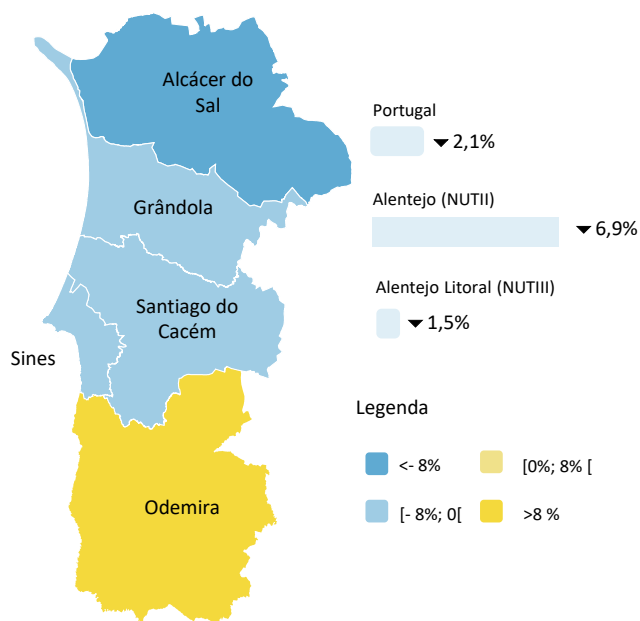 Alcácer do
Sal
Grândola
Santiago do
Cacém
Sines
Odemira
Portugal
2,1%
Alentejo (NUTII)
6,9%
Alentejo Litoral (NUTIII)
1,5%
Legenda
<- 8%
[0%; 8% [
[- 8%; 0[
>8 %